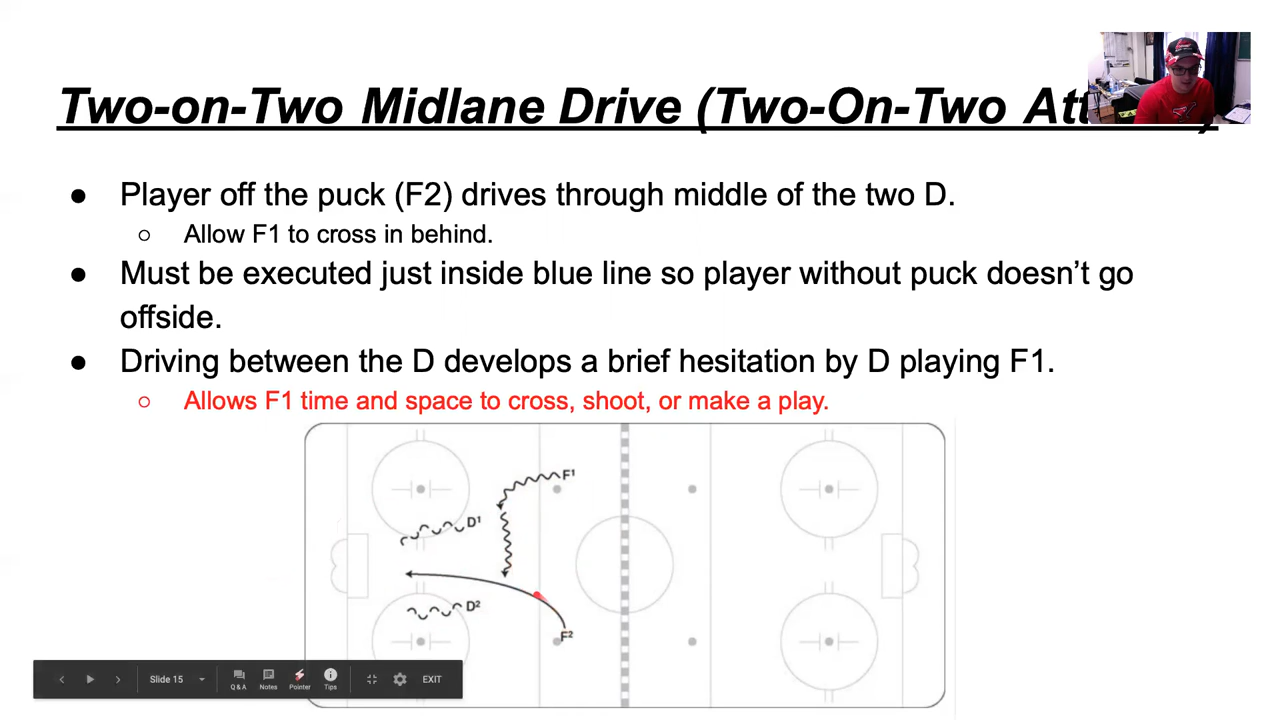 Two-on-Two Midlane Drive (Two-On-Two
● Player off the puck (F2) drives through middle of the two D.
○ Allow F1 to cross in behind.
● Must be executed just inside blue line so player without puck doesn’t go
offside.
● Driving between the D develops a brief hesitation by D playing F1.
○ Allows F1 time and space to cross, shoot, or make a play.
F1
D1
D2
F2
Slide 15
Q&A
Notes
Pointer
Tips
EXIT